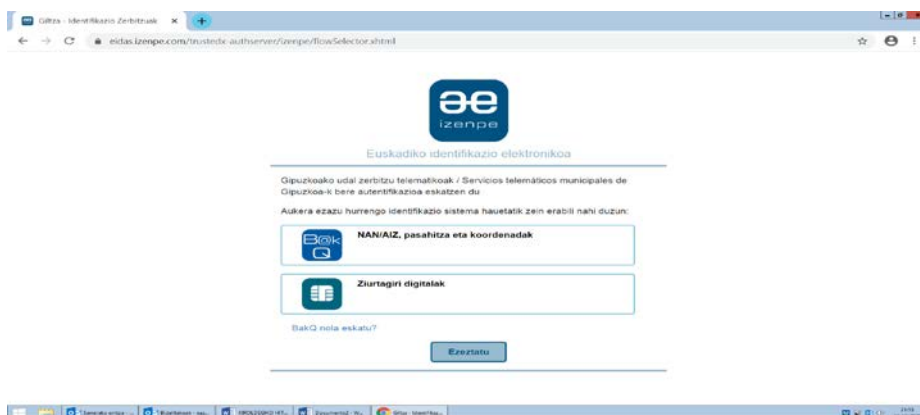 Giltza - Identifikazio Zerbitzuak
eidas.izenpe.com/trustedx-authserver/izenpe/flowSelector.xhtml
izenpe
Euskadiko identifikazio elektronikoa
Gipuzkoako udal zerbitzu telematikoak / Servicios telemáticos municipales de
Gipuzkoa-k bere autentifikazioa eskatzen du
Aukera ezazu hurrengo identifikazio sistema hauetatik zein erabili nahi duzun:
B@k
Q
NAN/AIZ, pasahitza eta koordenadak
Ziurtagiri digitalak
BakQ nola eskatu?
Ezeztatu